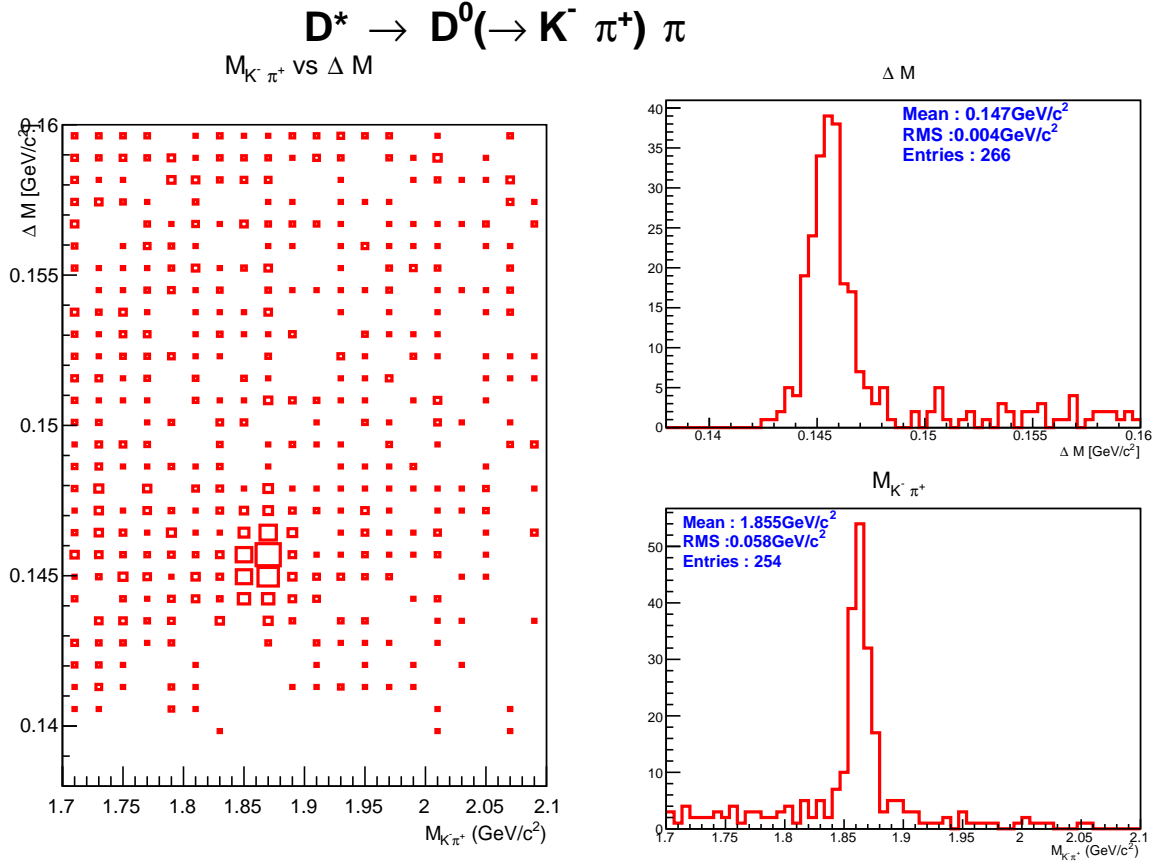 D* → D⁰(→ K⁻ π⁺) π
M_K⁻ π⁺ vs Δ M
Δ M [GeV/c²]
0.16
0.155
0.15
0.145
0.14
1.7 1.75 1.8 1.85 1.9 1.95 2 2.05 2.1
M_K⁻π⁺ (GeV/c²)
Δ M
Mean : 0.147GeV/c²
RMS :0.004GeV/c²
Entries : 266
40
35
30
25
20
15
10
5
0
0.14 0.145 0.15 0.155 0.16
Δ M [GeV/c²]
M_K⁻ π⁺
Mean : 1.855GeV/c²
RMS :0.058GeV/c²
Entries : 254
50
40
30
20
10
0
1.7 1.75 1.8 1.85 1.9 1.95 2 2.05 2.1
M_K⁻π⁺ (GeV/c²)